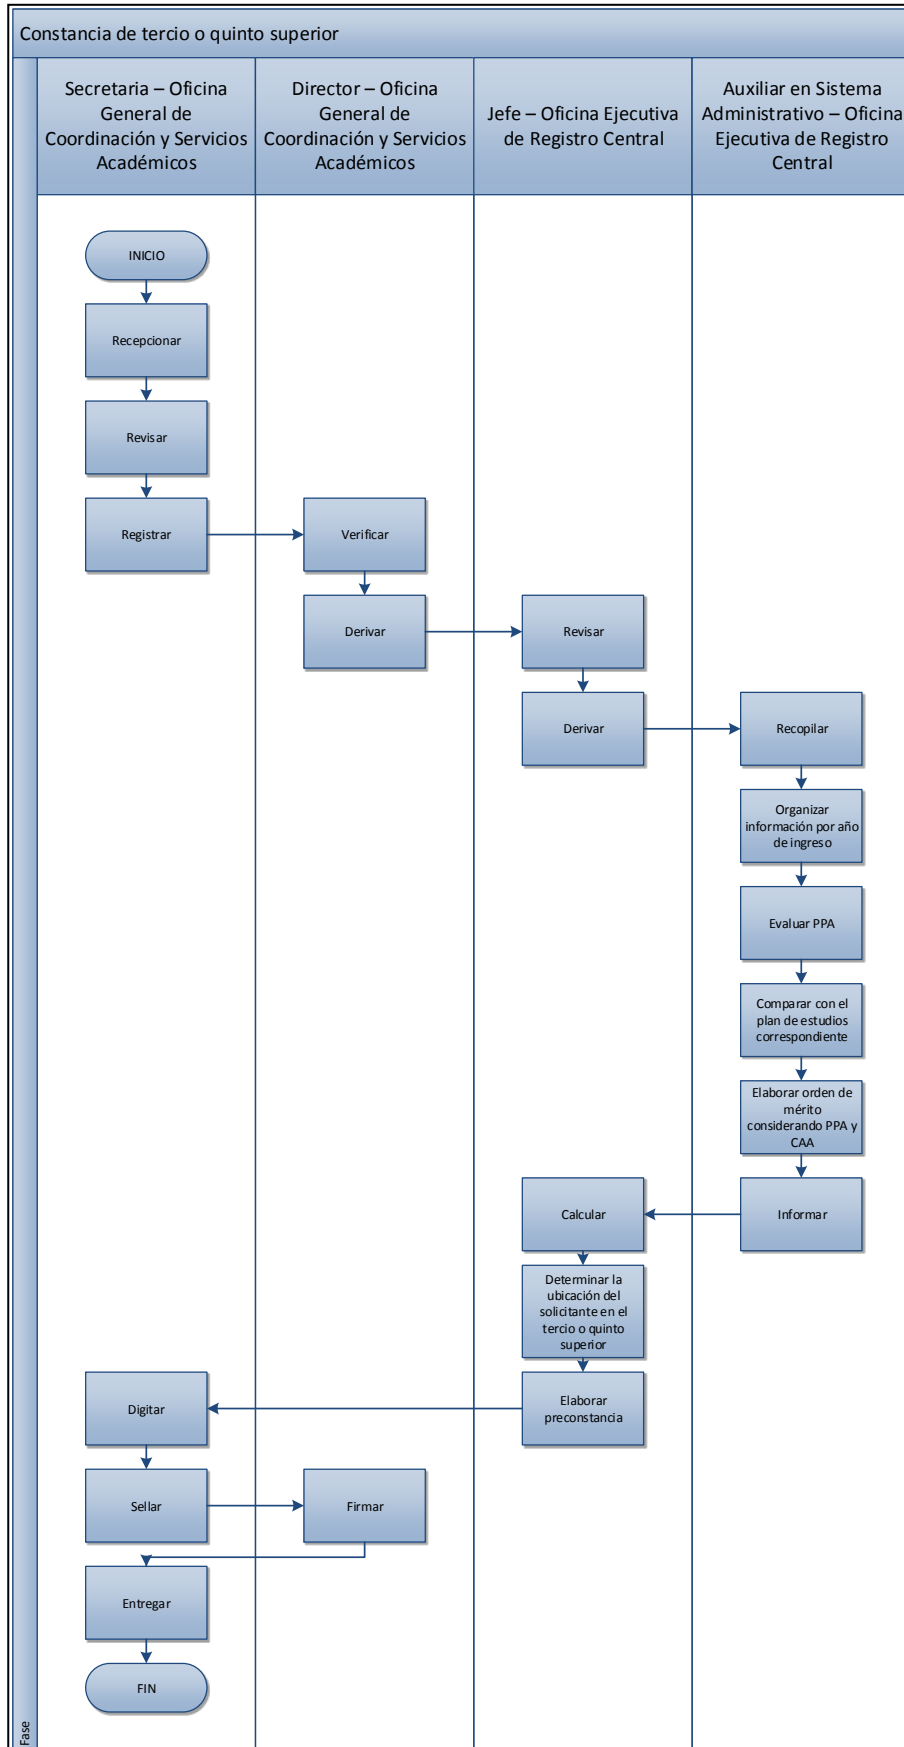 Constancia de tercio o quinto superior
Secretaria – Oficina
General de
Coordinación y Servicios
Académicos
Director – Oficina
General de
Coordinación y Servicios
Académicos
Jefe – Oficina Ejecutiva
de Registro Central
Auxiliar en Sistema
Administrativo – Oficina
Ejecutiva de Registro
Central
INICIO
Recepcionar
Revisar
Registrar
Verificar
Derivar
Revisar
Derivar
Recopilar
Organizar
información por año
de ingreso
Evaluar PPA
Comparar con el
plan de estudios
correspondiente
Elaborar orden de
mérito
considerando PPA y
CAA
Informar
Calcular
Determinar la
ubicación del
solicitante en el
tercio o quinto
superior
Elaborar
preconstancia
Digitar
Sellar
Firmar
Entregar
FIN
Fase